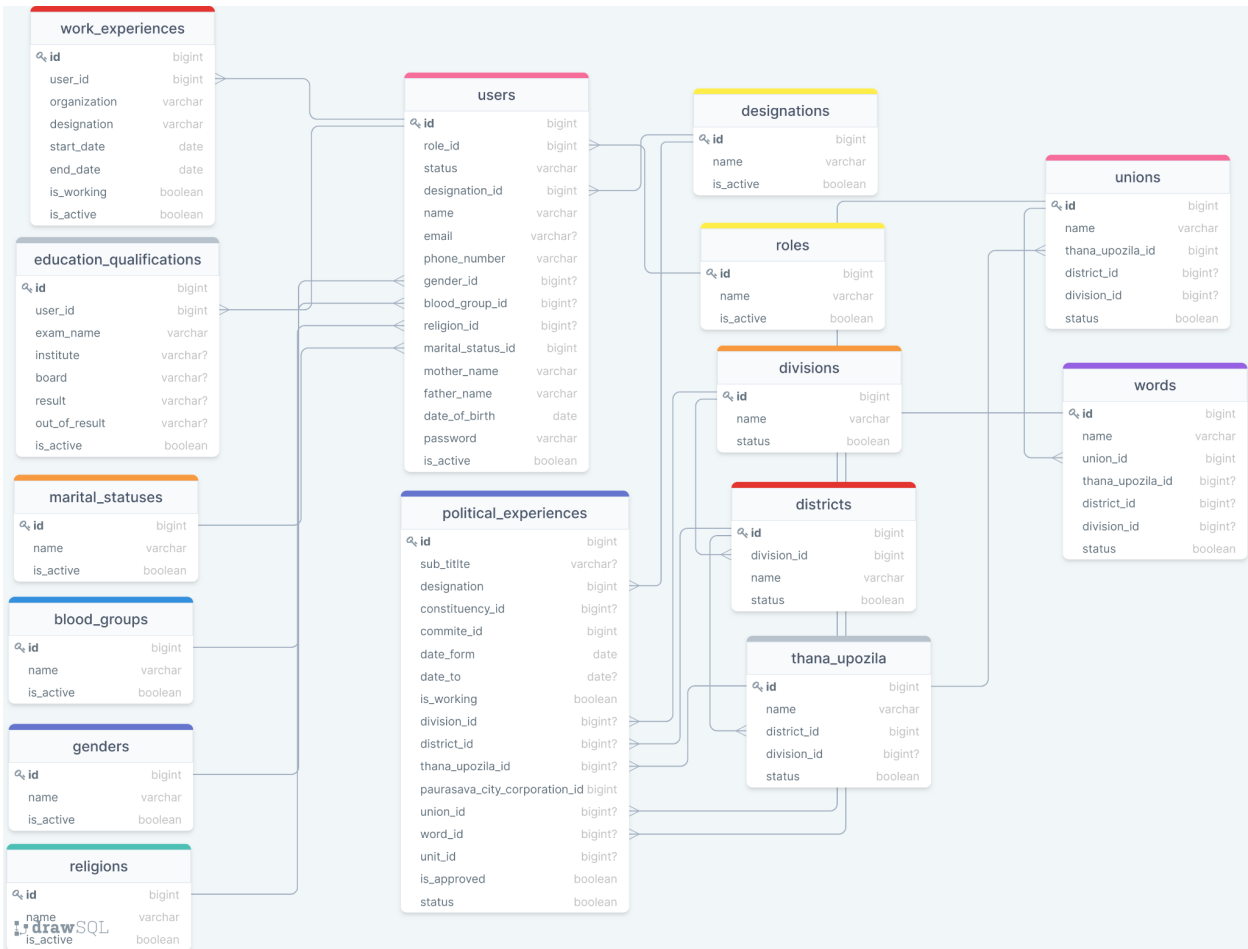 work_experiences
id bigint
user_id bigint
organization varchar
designation varchar
start_date date
end_date date
is_working boolean
is_active boolean
education_qualifications
id bigint
user_id bigint
exam_name varchar
institute varchar?
board varchar?
result varchar?
out_of_result varchar?
is_active boolean
marital_statuses
id bigint
name varchar
is_active boolean
blood_groups
id bigint
name varchar
is_active boolean
genders
id bigint
name varchar
is_active boolean
religions
id bigint
name varchar
is_active boolean
drawSQL
users
id bigint
role_id bigint
status varchar
designation_id bigint
name varchar
email varchar?
phone_number varchar
gender_id bigint?
blood_group_id bigint?
religion_id bigint?
marital_status_id bigint
mother_name varchar
father_name varchar
date_of_birth date
password varchar
is_active boolean
political_experiences
id bigint
sub_titlte varchar?
designation bigint
constituency_id bigint?
commite_id bigint
date_form date
date_to date?
is_working boolean
division_id bigint?
district_id bigint?
thana_upozila_id bigint?
paurasava_city_corporation_id bigint
union_id bigint?
word_id bigint?
unit_id bigint?
is_approved boolean
status boolean
designations
id bigint
name varchar
is_active boolean
roles
id bigint
name varchar
is_active boolean
divisions
id bigint
name varchar
status boolean
districts
id bigint
division_id bigint
name varchar
status boolean
thana_upozila
id bigint
name varchar
district_id bigint
division_id bigint?
status boolean
unions
id bigint
name varchar
thana_upozila_id bigint
district_id bigint?
division_id bigint?
status boolean
words
id bigint
name varchar
union_id bigint
thana_upozila_id bigint?
district_id bigint?
division_id bigint?
status boolean